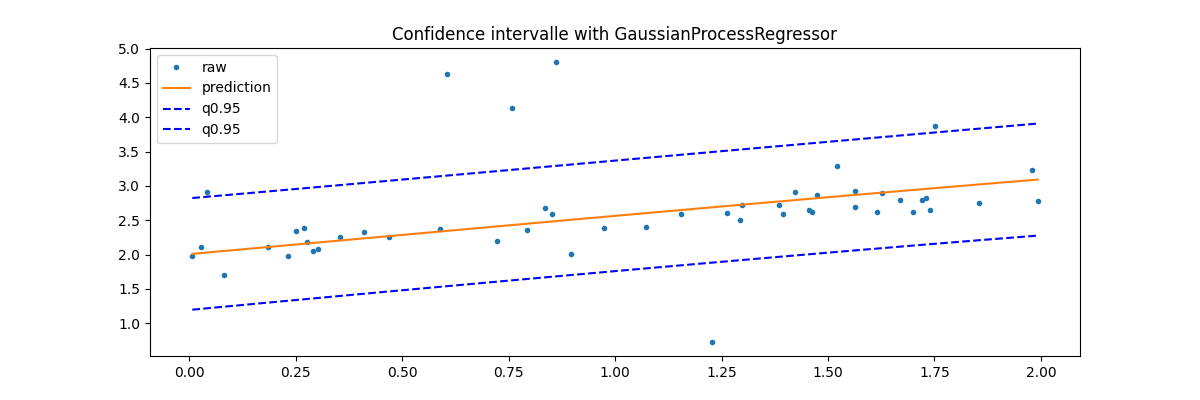 Confidence intervalle with GaussianProcessRegressor
5.0
4.5
4.0
3.5
3.0
2.5
2.0
1.5
1.0
raw
prediction
q0.95
q0.95
0.00 0.25 0.50 0.75 1.00 1.25 1.50 1.75 2.00